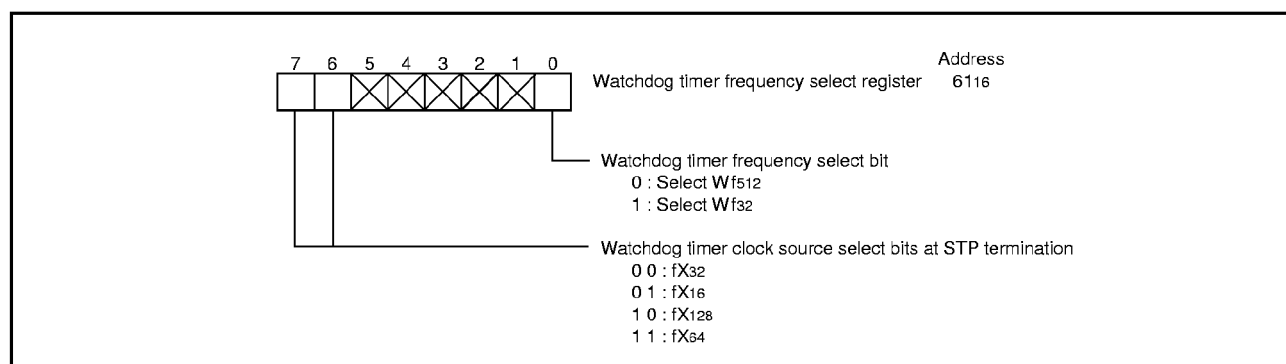 Address
7 6 5 4 3 2 1 0
Watchdog timer frequency select register 6116
Watchdog timer frequency select bit
0 : Select Wf512
1 : Select Wf32
Watchdog timer clock source select bits at STP termination
0 0 : fX32
0 1 : fX16
1 0 : fX128
1 1 : fX64